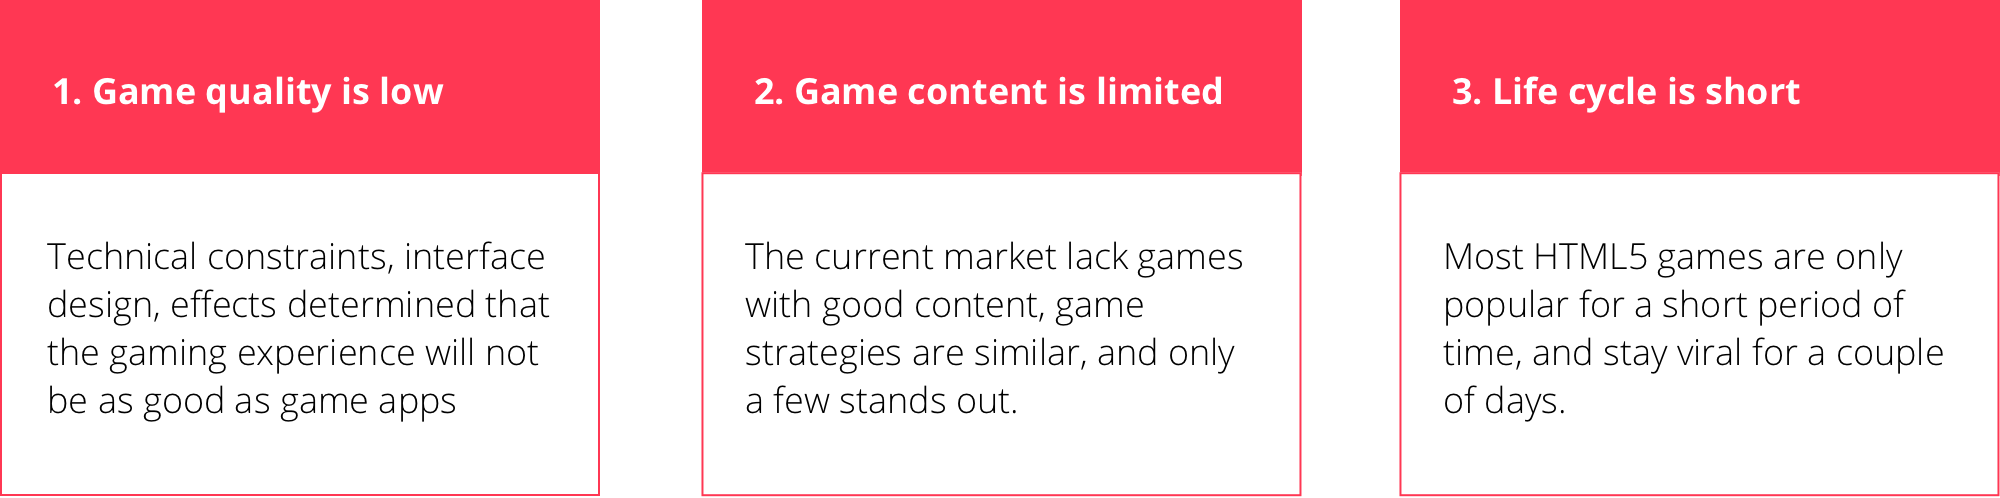 1. Game quality is low
Technical constraints, interface
design, effects determined that
the gaming experience will not
be as good as game apps
2. Game content is limited
The current market lack games
with good content, game
strategies are similar, and only
a few stands out.
3. Life cycle is short
Most HTML5 games are only
popular for a short period of
time, and stay viral for a couple
of days.